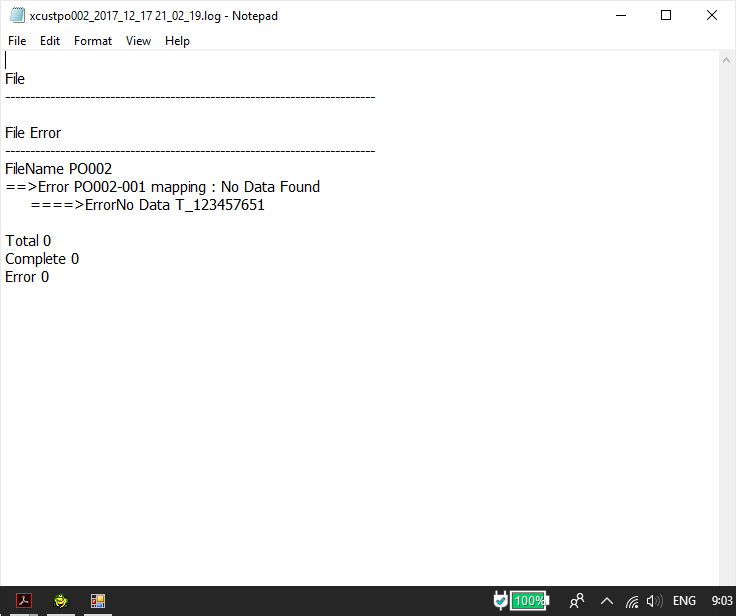 xcustpo002_2017_12_17 21_02_19.log - Notepad
File Edit Format View Help
File
--------------------------------------------------------------------------
File Error
--------------------------------------------------------------------------
FileName PO002
==>Error PO002-001 mapping : No Data Found
====>ErrorNo Data T_123457651
Total 0
Complete 0
Error 0
100% ENG 9:03